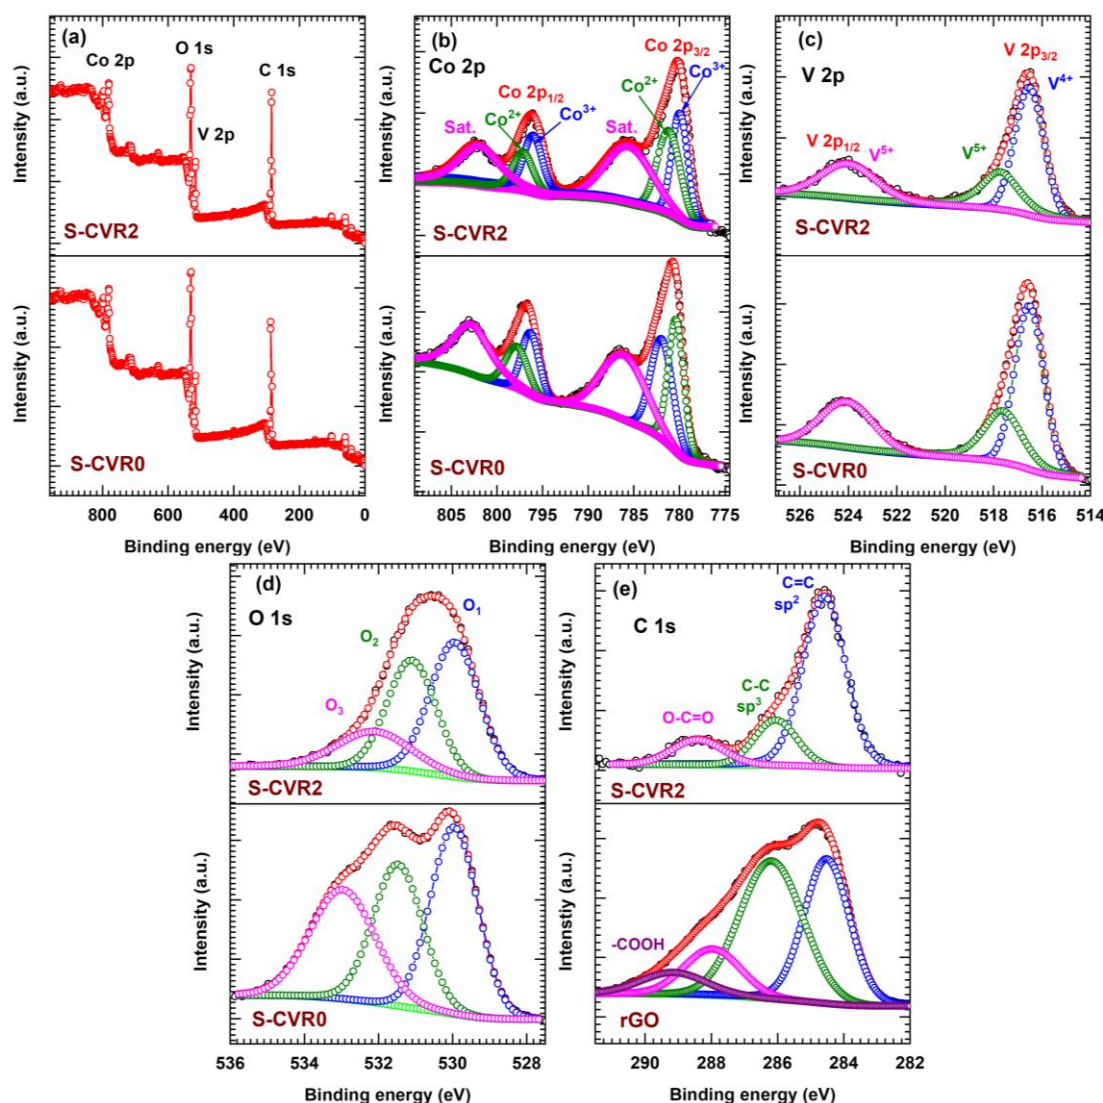 (a)
O 1s
Co 2p
C 1s
V 2p
S-CVR2
S-CVR0
Intensity (a.u.)
Intensity (a.u.)
800 600 400 200 0
Binding energy (eV)
(b)
Co 2p
Co 2p3/2
Co2+
Co3+
Co 2p1/2
Co3+
Sat.
Co2+
Sat.
S-CVR2
S-CVR0
Intensity (a.u.)
Intensity (a.u.)
805 800 795 790 785 780 775
Binding energy (eV)
(c)
V 2p
V 2p3/2
V4+
V 2p1/2
V5+
V5+
S-CVR2
S-CVR0
Intensity (a.u.)
Intensity (a.u.)
526 524 522 520 518 516 514
Binding energy (eV)
(d)
O 1s
O1
O2
O3
S-CVR2
S-CVR0
Intensity (a.u.)
Intensity (a.u.)
536 534 532 530 528
Binding energy (eV)
(e)
C 1s
C=C
sp2
C-C
sp3
O-C=O
S-CVR2
-COOH
rGO
Intensity (a.u.)
Intenstiy (a.u.)
290 288 286 284 282
Binding energy (eV)